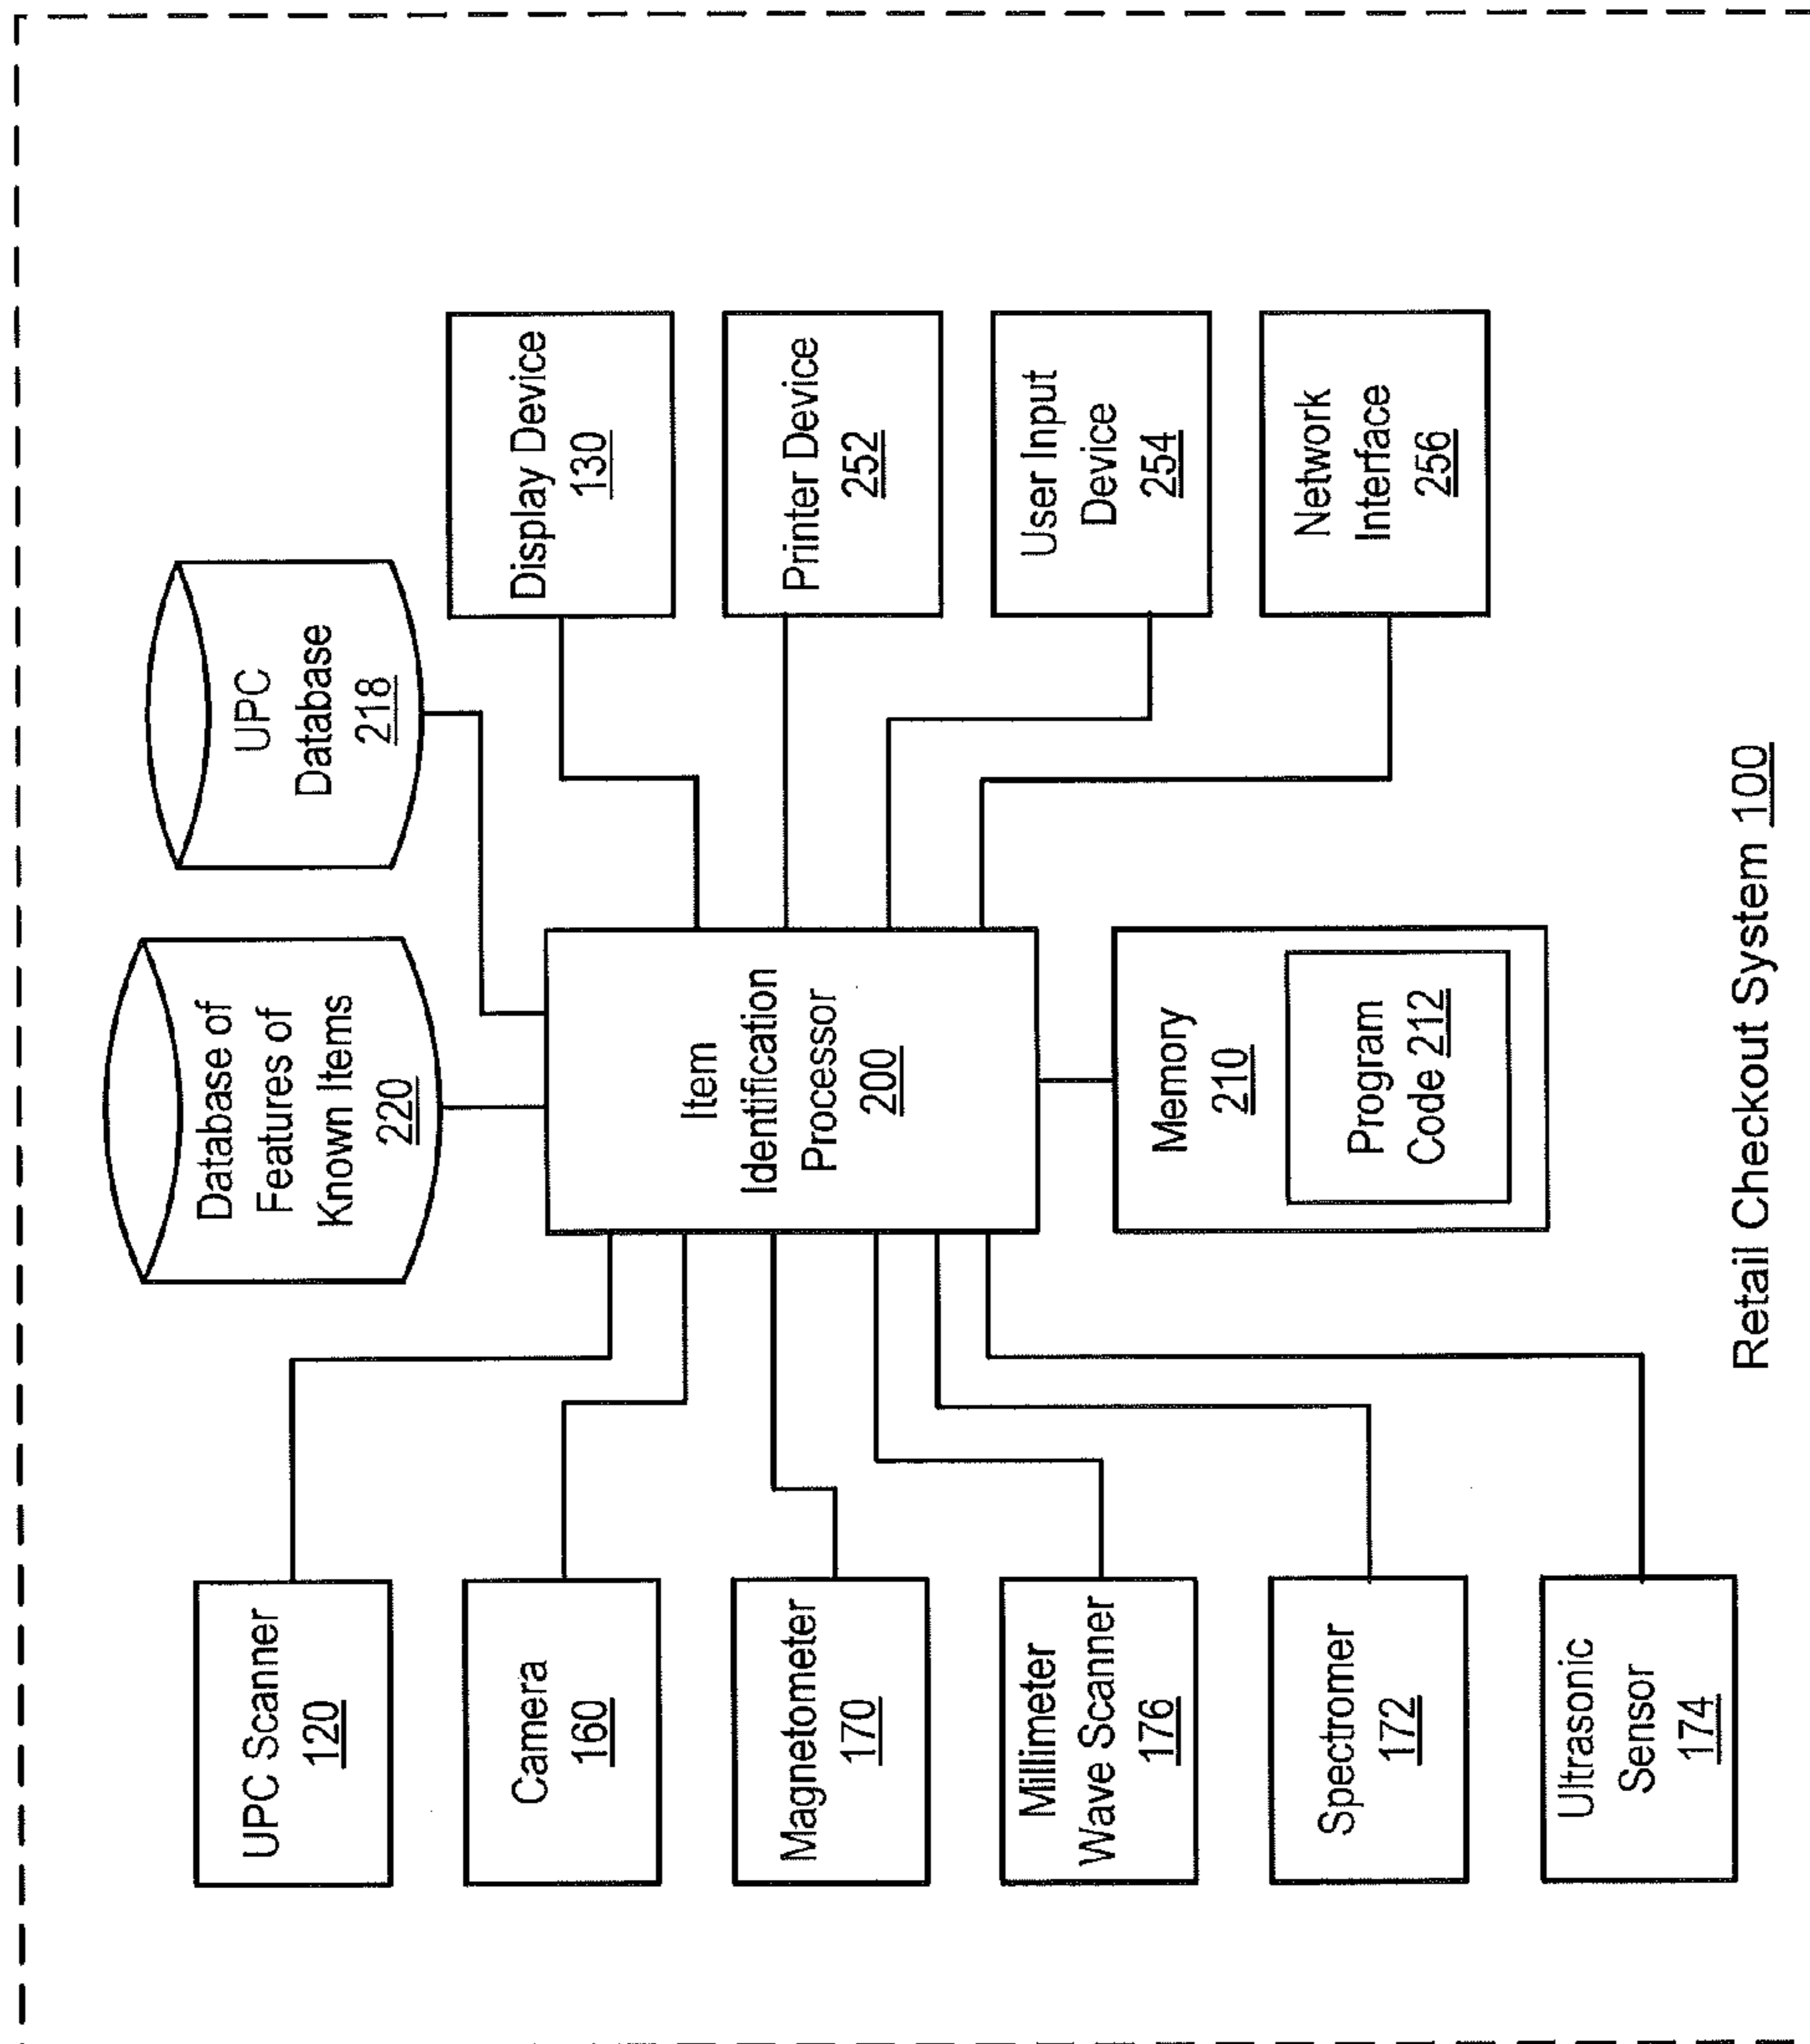 Database of
Features of
Known Items
220
UPC
Database
218
UPC Scanner
120
Camera
160
Magnetometer
170
Millimeter
Wave Scanner
176
Spectromer
172
Ultrasonic
Sensor
174
Item
Identification
Processor
200
Memory
210
Program
Code 212
Display Device
130
Printer Device
252
User Input
Device
254
Network
Interface
256
Retail Checkout System 100